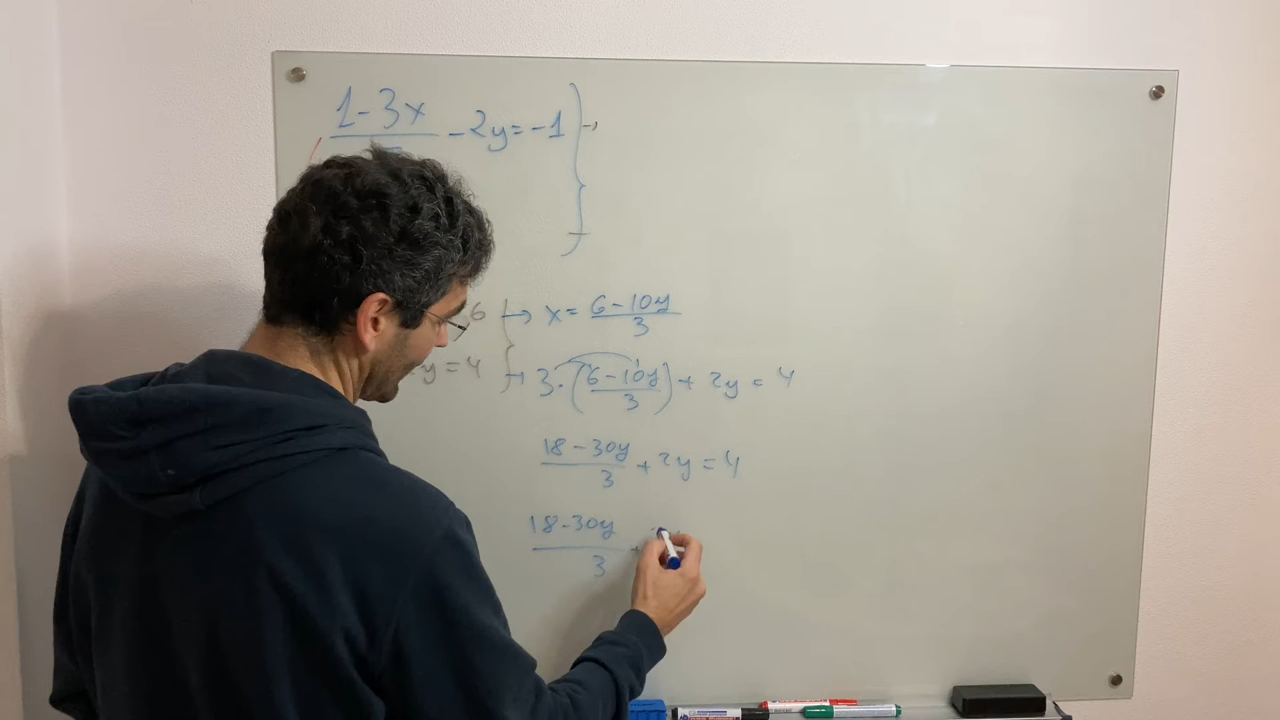 1-3x
-2y=-1
6 → x= 6-10y
3
y=4 → 3·(6-10y)+2y=4
3
18-30y +2y=4
3
18-30y +
3